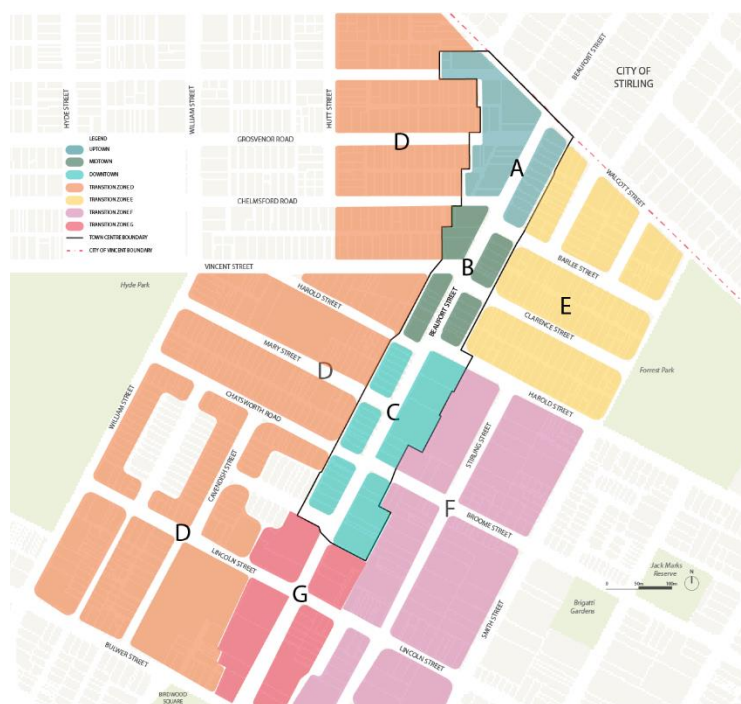 BEAUFORT STREET
CITY OF
STIRLING
HYDE STREET
WILLIAM STREET
HUTT STREET
GROSVENOR ROAD
D
A
WALCOTT STREET
LEGEND
UPTOWN
MIDTOWN
DOWNTOWN
TRANSITION ZONE D
TRANSITION ZONE E
TRANSITION ZONE F
TRANSITION ZONE G
TOWN CENTRE BOUNDARY
CITY OF VINCENT BOUNDARY
CHELMSFORD ROAD
VINCENT STREET
B
BARLEE STREET
Hyde Park
HAROLD STREET
BEAUFORT STREET
E
CLARENCE STREET
MARY STREET
D
Forrest Park
CHATSWORTH ROAD
HAROLD STREET
WILLIAM STREET
C
STIRLING STREET
CAVENDISH STREET
F
BROOME STREET
D
LINCOLN STREET
G
Jack Marks
Reserve
N
0 50m 100m
Brigatti
Gardens
SMITH STREET
BULWER STREET
LINCOLN STREET
BIRDWOOD
SQUARE